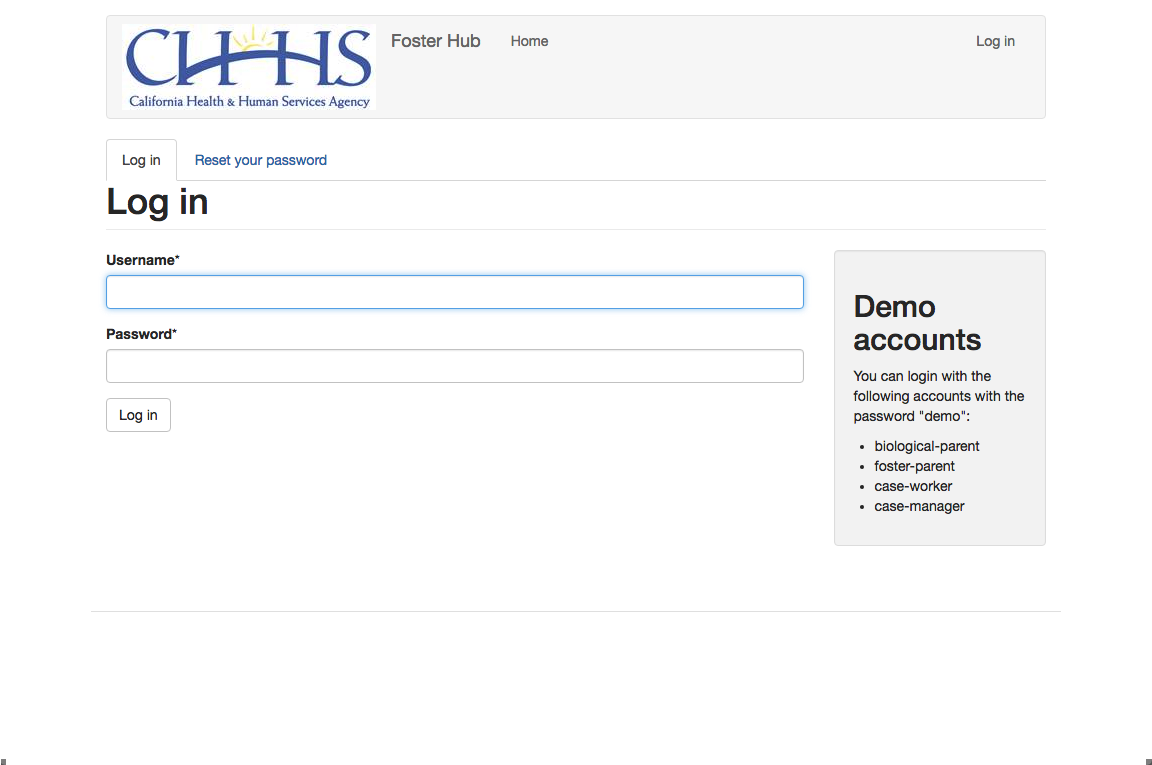 CHHS
California Health & Human Services Agency
Foster Hub
Home
Log in
Log in
Reset your password
Log in
Username*
Password*
Log in
Demo
accounts
You can login with the
following accounts with the
password "demo":
• biological-parent
• foster-parent
• case-worker
• case-manager